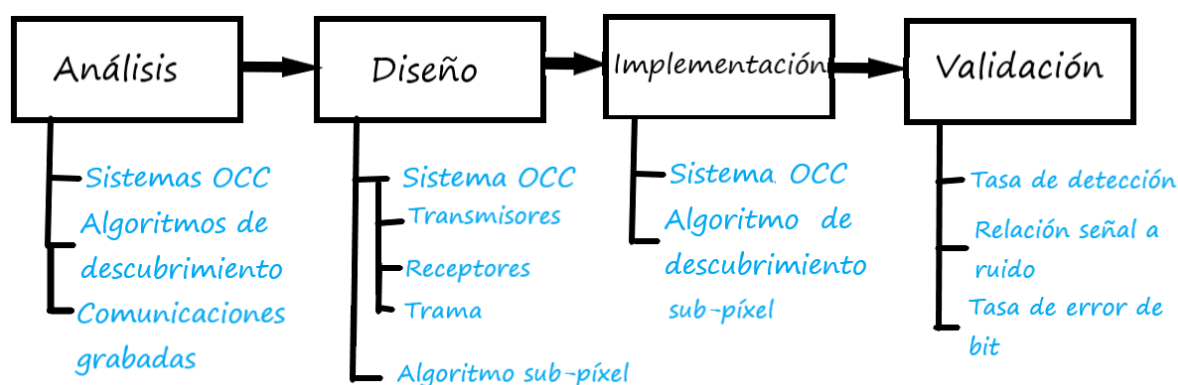 Análisis
Diseño
Implementación
Validación
Sistemas OCC
Algoritmos de
descubrimiento
Comunicaciones
grabadas
Sistema OCC
Transmisores
Receptores
Trama
Algoritmo sub-píxel
Sistema. OCC
Algoritmo de
descubrimiento
sub-píxel
Tasa de detección
Relación señal a
ruido
Tasa de error de
bit